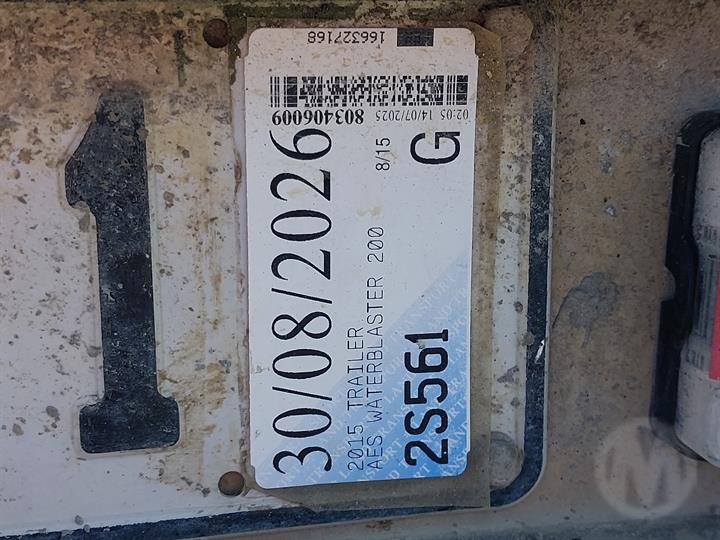 1
166327168
02:05 14/07/2025
803406009
30/08/2026
8/15
G
2015 TRAILER
AES WATERBLASTER 200
2S561
M